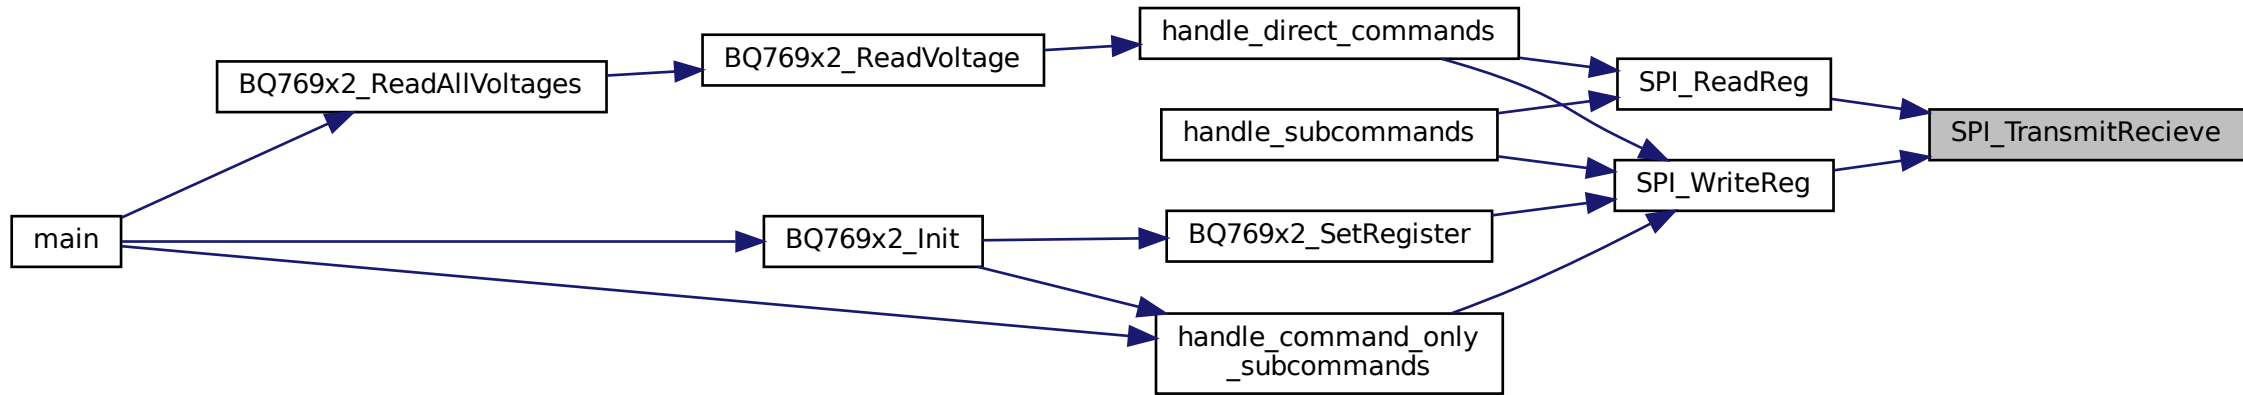 handle_direct_commands
BQ769x2_ReadVoltage
BQ769x2_ReadAllVoltages
SPI_ReadReg
handle_subcommands
SPI_TransmitRecieve
SPI_WriteReg
main
BQ769x2_Init
BQ769x2_SetRegister
handle_command_only
_subcommands